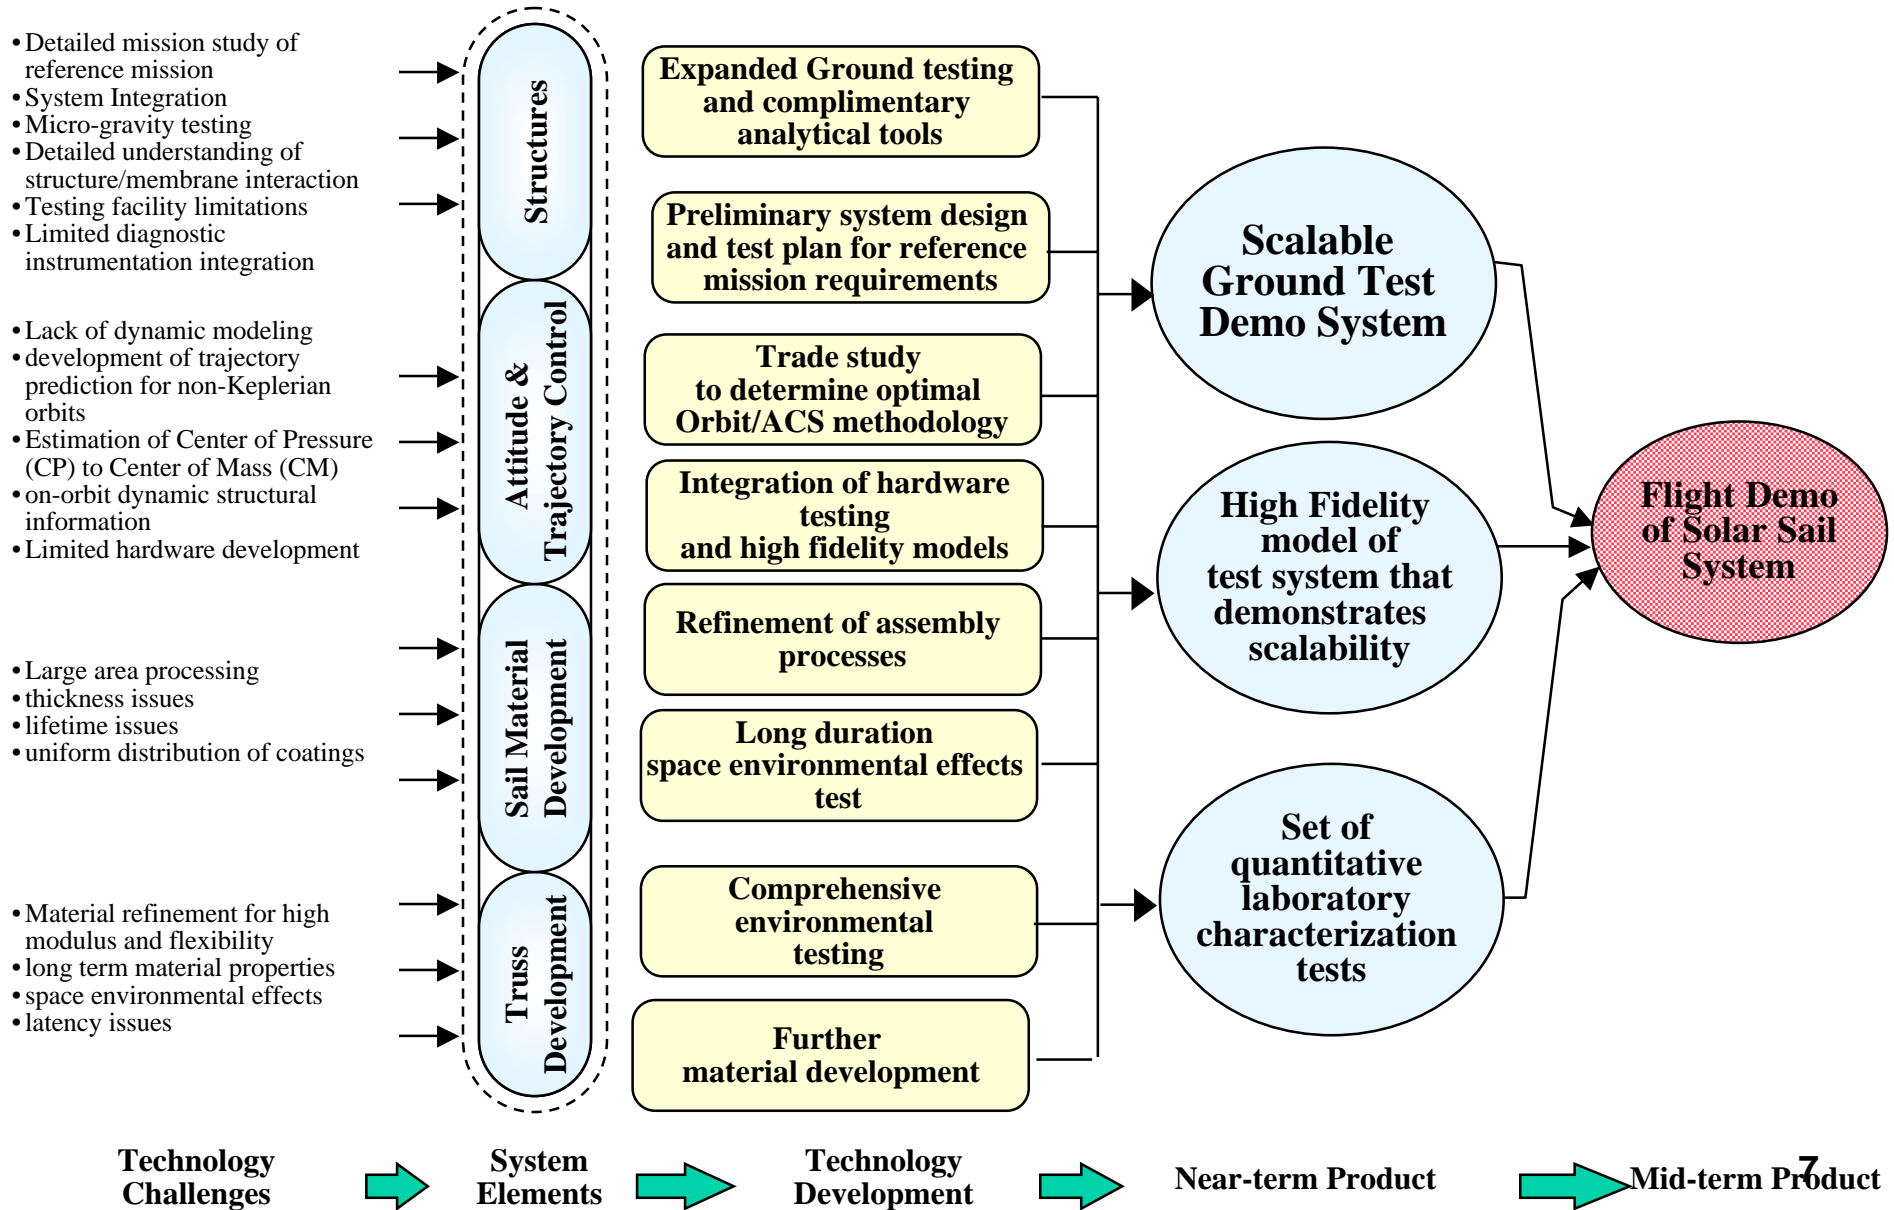 • Detailed mission study of
reference mission
• System Integration
• Micro-gravity testing
• Detailed understanding of
structure/membrane interaction
• Testing facility limitations
• Limited diagnostic
instrumentation integration
• Lack of dynamic modeling
• development of trajectory
prediction for non-Keplerian
orbits
• Estimation of Center of Pressure
(CP) to Center of Mass (CM)
• on-orbit dynamic structural
information
• Limited hardware development
• Large area processing
• thickness issues
• lifetime issues
• uniform distribution of coatings
• Material refinement for high
modulus and flexibility
• long term material properties
• space environmental effects
• latency issues
Structures
Attitude &
Trajectory Control
Sail Material
Development
Truss
Development
Expanded Ground testing
and complimentary
analytical tools
Preliminary system design
and test plan for reference
mission requirements
Trade study
to determine optimal
Orbit/ACS methodology
Integration of hardware
testing
and high fidelity models
Refinement of assembly
processes
Long duration
space environmental effects
test
Comprehensive
environmental
testing
Further
material development
Scalable
Ground Test
Demo System
High Fidelity
model of
test system that
demonstrates
scalability
Set of
quantitative
laboratory
characterization
tests
Flight Demo
of Solar Sail
System
Technology
Challenges
System
Elements
Technology
Development
Near-term Product
Mid-term Product
7